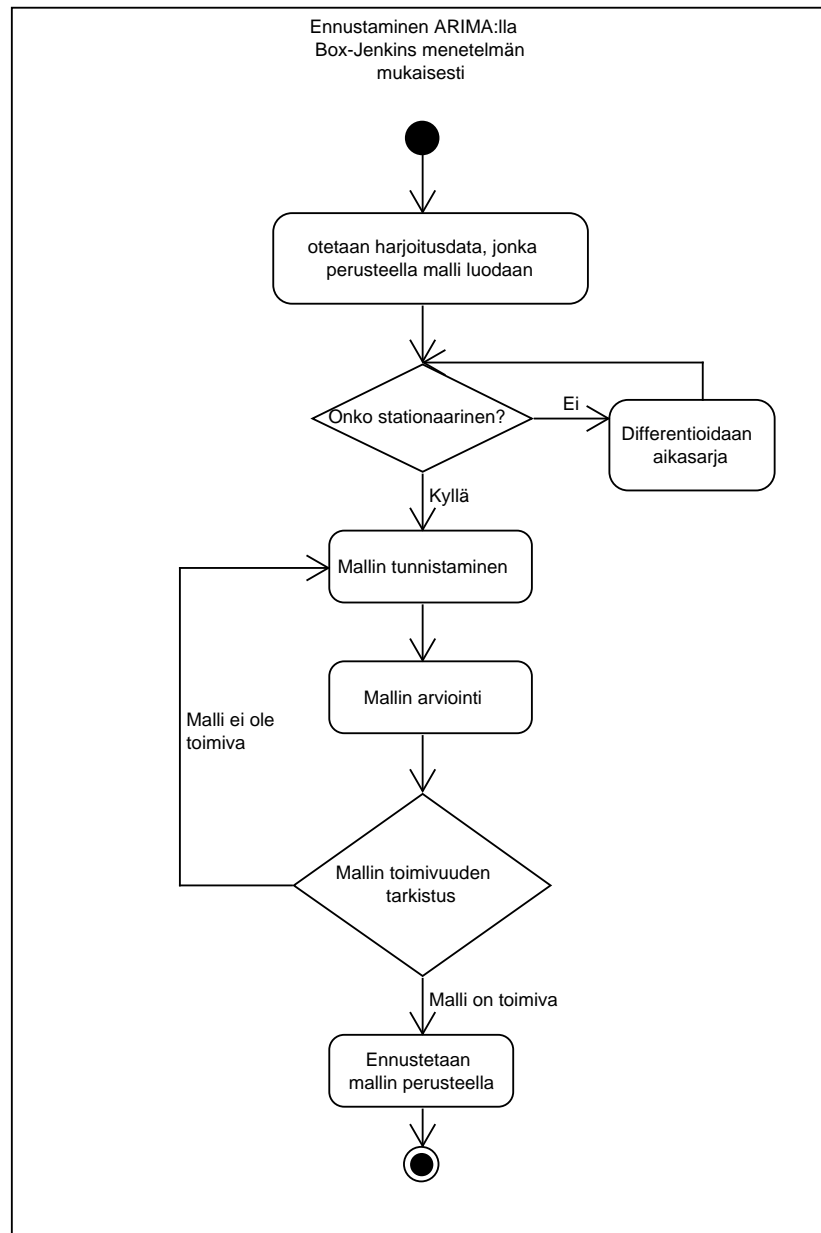 Ennustaminen ARIMA:lla
Box-Jenkins menetelmän
mukaisesti
otetaan harjoitusdata, jonka
perusteella malli luodaan
Onko stationaarinen?
Ei
Differentioidaan
aikasarja
Kyllä
Mallin tunnistaminen
Mallin arviointi
Malli ei ole
toimiva
Mallin toimivuuden
tarkistus
Malli on toimiva
Ennustetaan
mallin perusteella